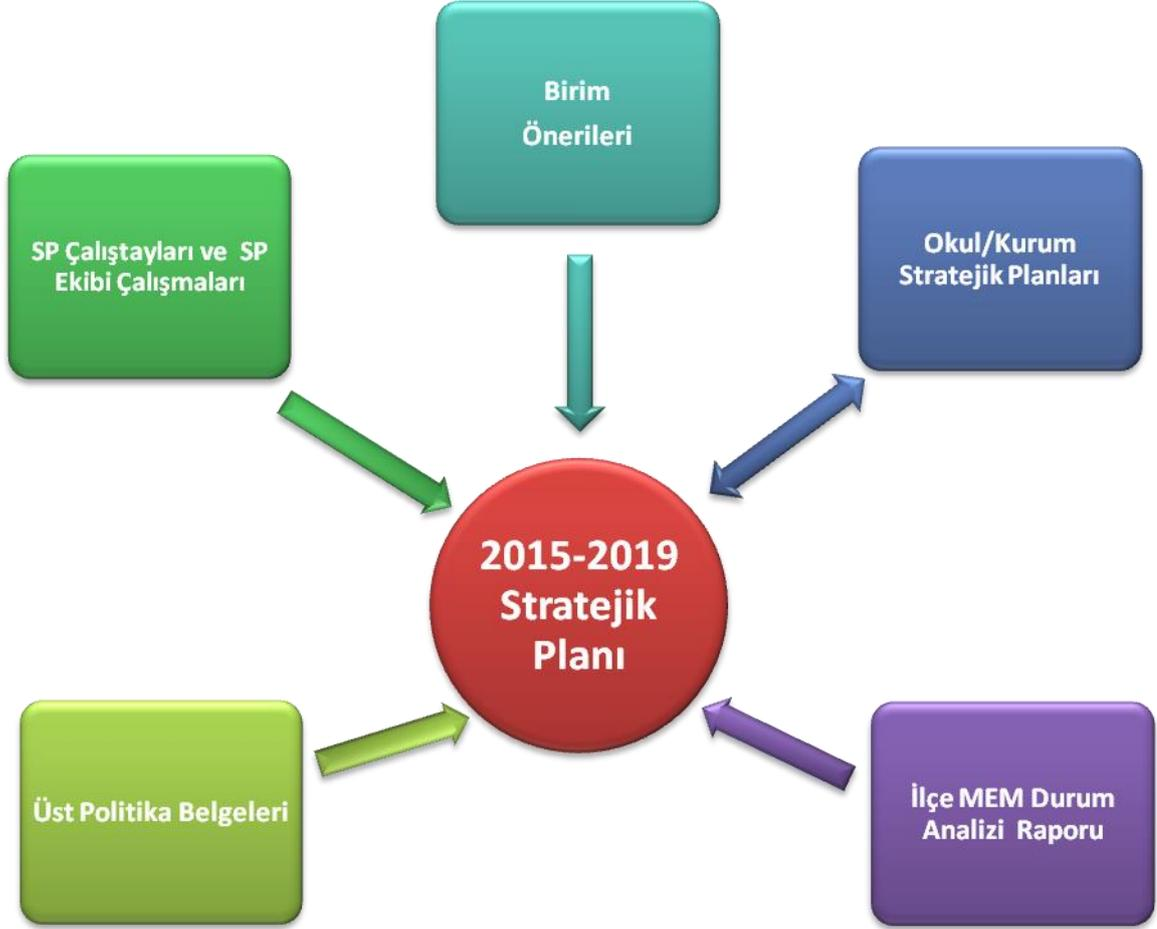 Birim
Önerileri
SP Çalıştayları ve SP
Ekibi Çalışmaları
Okul/Kurum
Stratejik Planları
2015-2019
Stratejik
Planı
Üst Politika Belgeleri
İlçe MEM Durum
Analizi Raporu